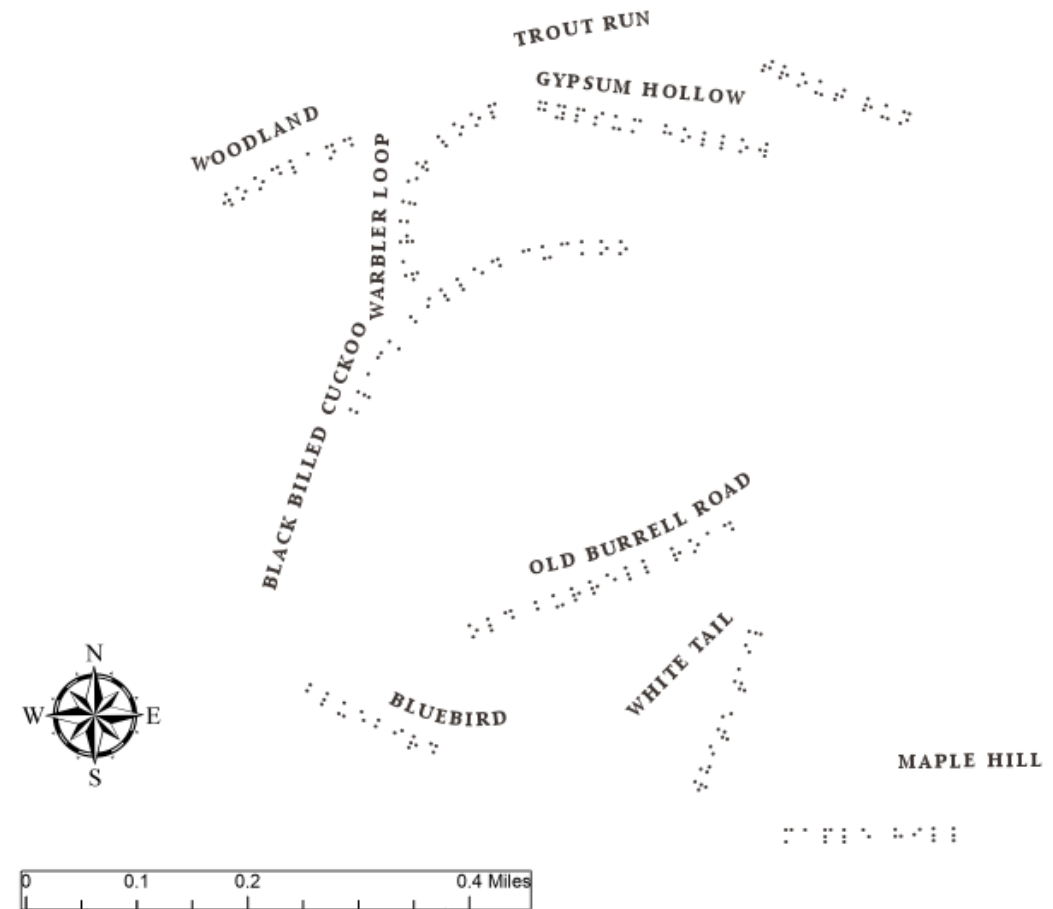 TROUT RUN
⠞⠗⠕⠥⠞ ⠗⠥⠝
GYPSUM HOLLOW
⠛⠽⠏⠎⠥⠍ ⠓⠕⠇⠇⠕⠺
WOODLAND
⠺⠕⠕⠙⠇⠁⠝⠙
WARBLER LOOP
⠺⠁⠗⠃⠇⠑⠗ ⠇⠕⠕⠏
BLACK BILLED CUCKOO
⠃⠇⠁⠉⠅ ⠃⠊⠇⠇⠑⠙ ⠉⠥⠉⠅⠕⠕
OLD BURRELL ROAD
⠕⠇⠙ ⠃⠥⠗⠗⠑⠇⠇ ⠗⠕⠁⠙
WHITE TAIL
⠺⠓⠊⠞⠑ ⠞⠁⠊⠇
N
W E
S
BLUEBIRD
⠃⠇⠥⠑⠃⠊⠗⠙
MAPLE HILL
⠍⠁⠏⠇⠑ ⠓⠊⠇⠇
0 0.1 0.2 0.4 Miles